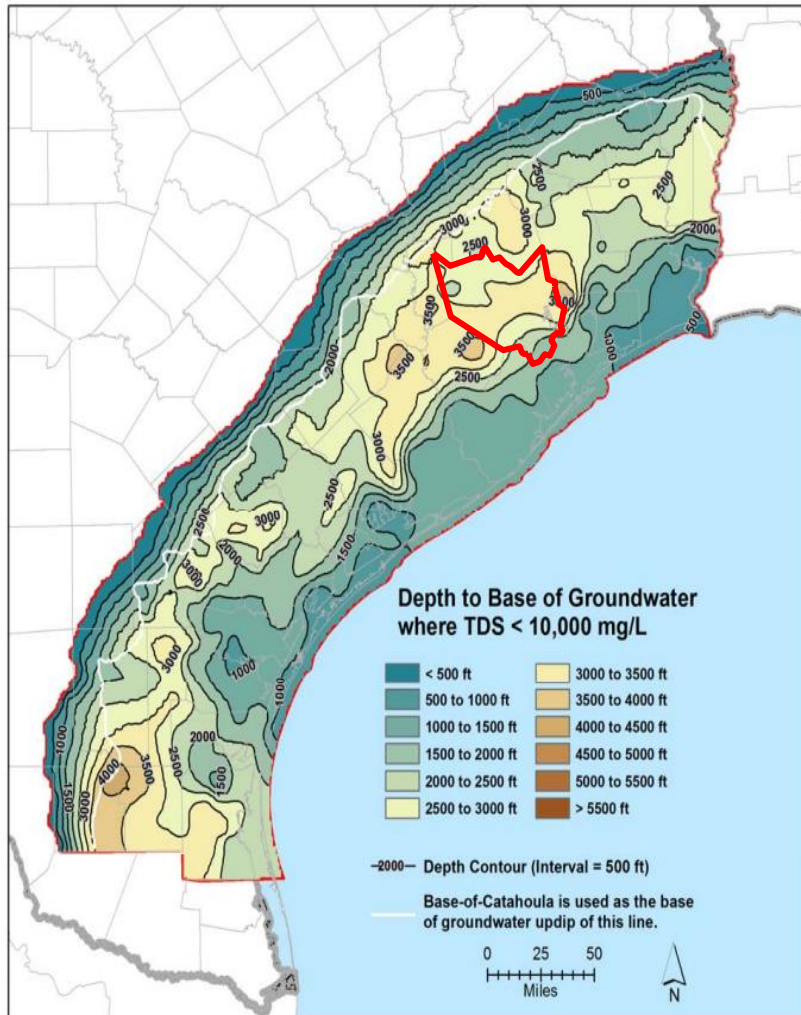 500
2500
2500
3000
3000
2500
2000
3500
3500
2000
3500
3500
1000
500
2500
3000
2500
2500
3000
2000
1500
3000
3000
1000
1000
2000
1000
2500
3500
4000
1500
3000
1500
Depth to Base of Groundwater
where TDS < 10,000 mg/L
< 500 ft
500 to 1000 ft
1000 to 1500 ft
1500 to 2000 ft
2000 to 2500 ft
2500 to 3000 ft
3000 to 3500 ft
3500 to 4000 ft
4000 to 4500 ft
4500 to 5000 ft
5000 to 5500 ft
> 5500 ft
2000
Depth Contour (Interval = 500 ft)
Base-of-Catahoula is used as the base
of groundwater updip of this line.
0 25 50
Miles
N